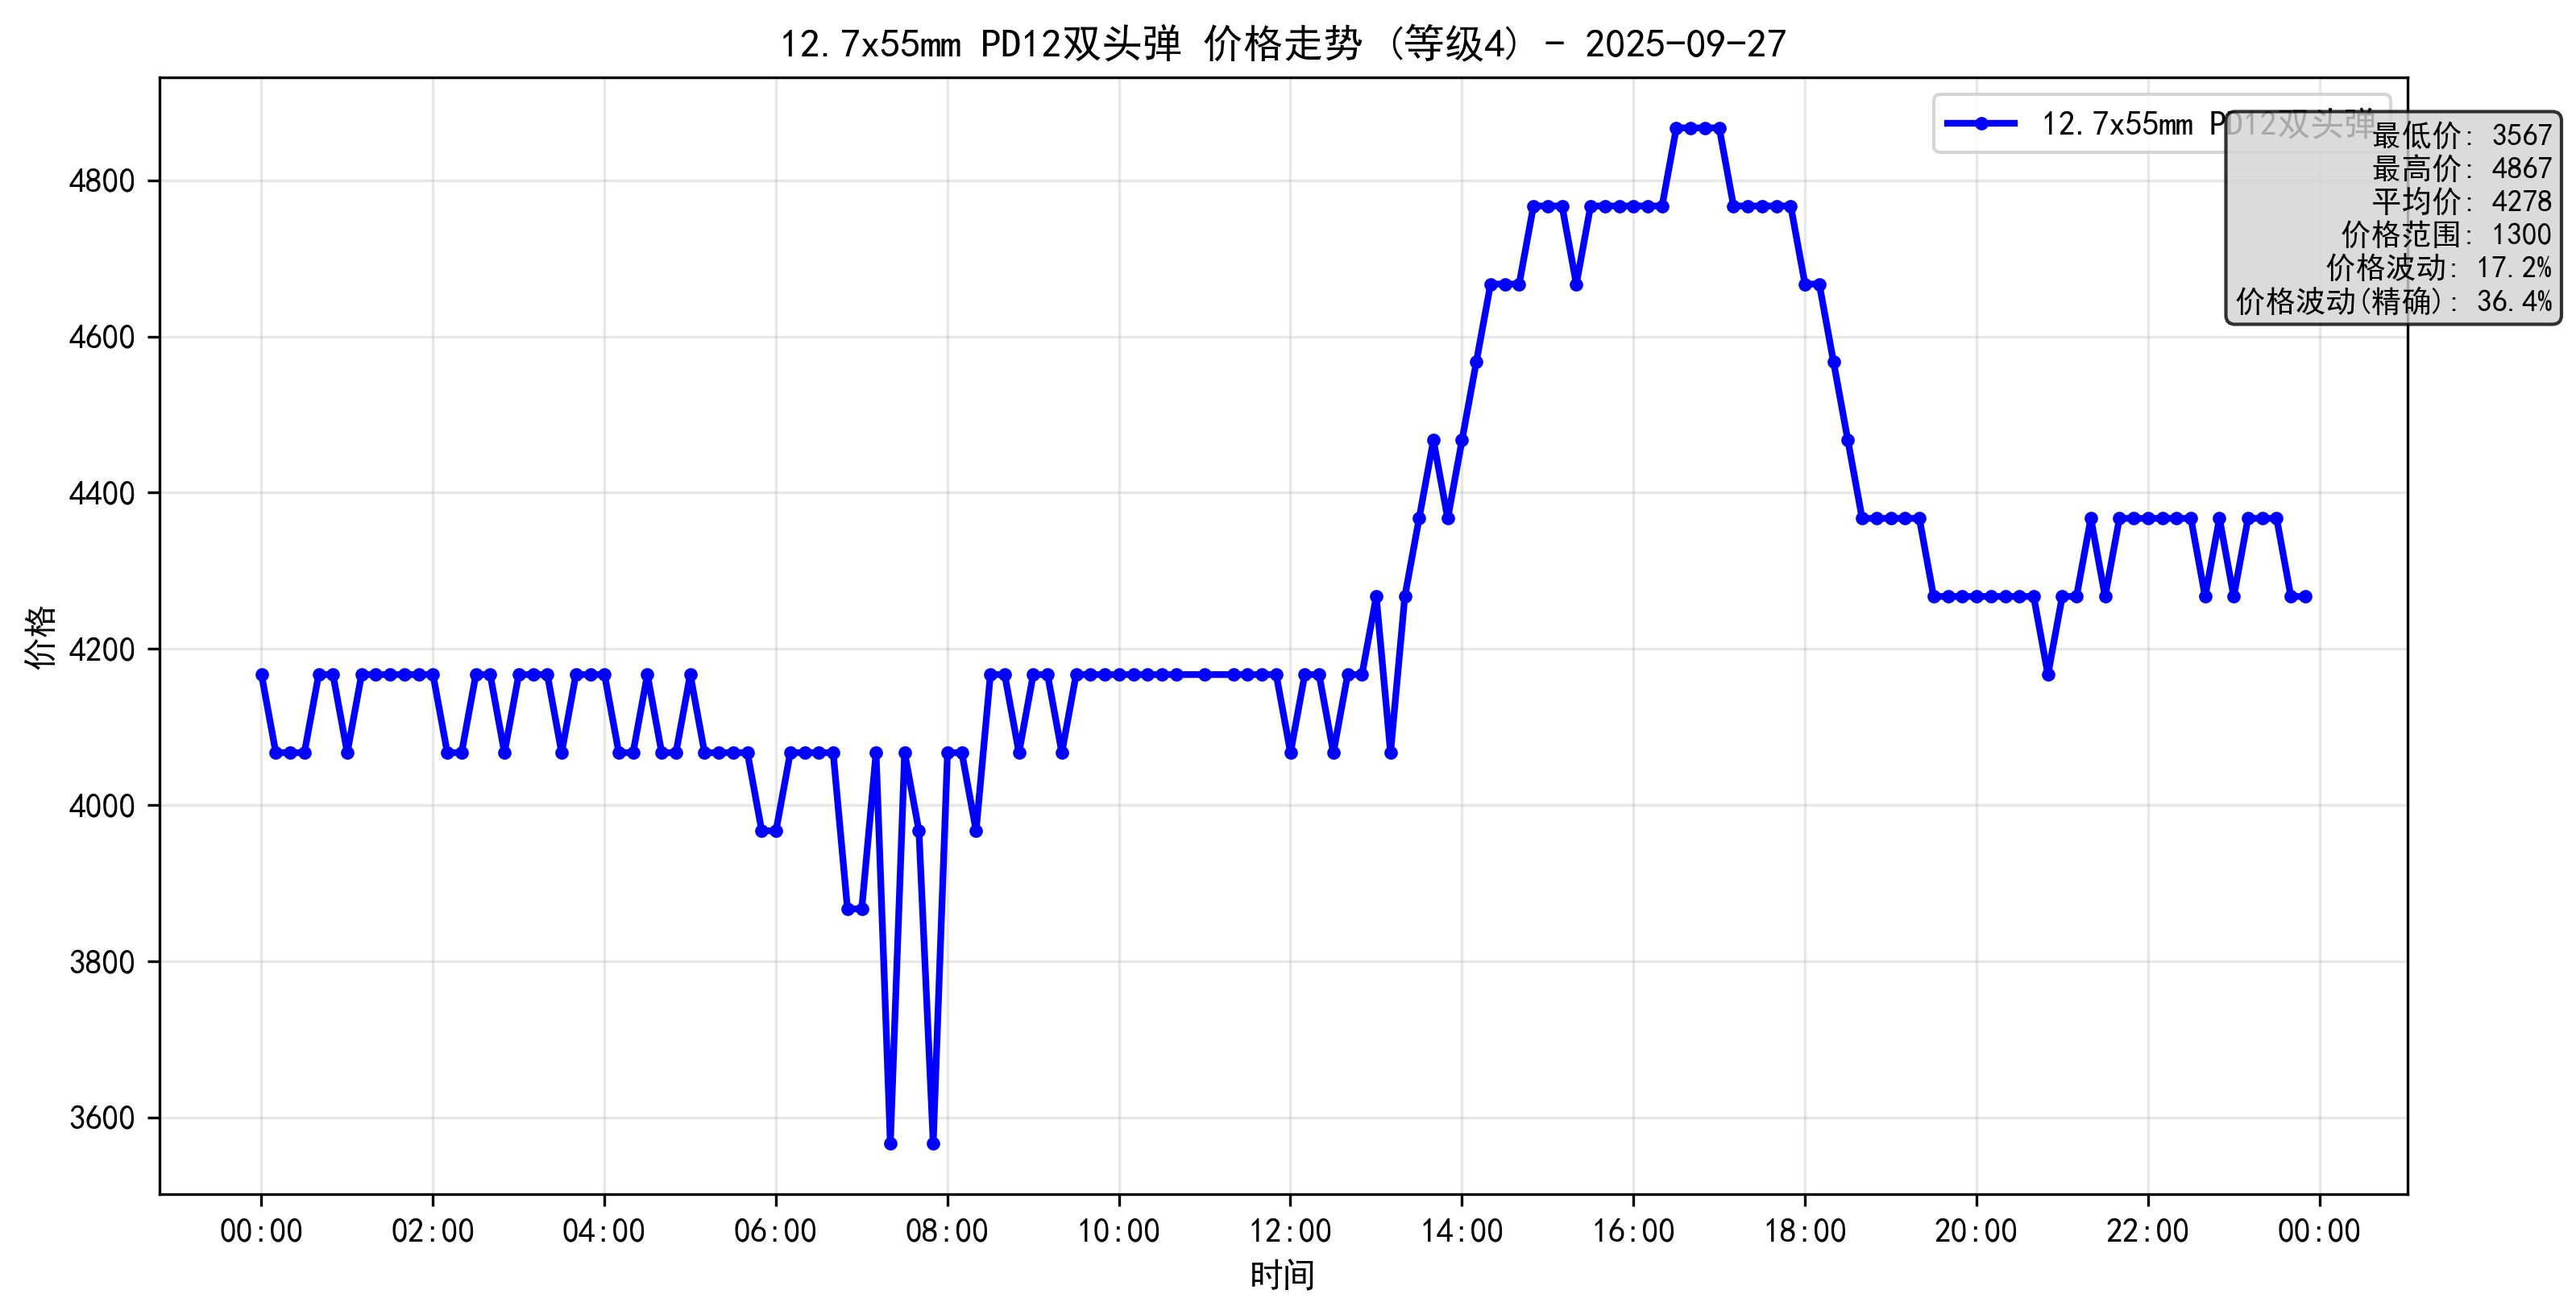 12.7x55mm PD12双头弹 价格走势 (等级4) - 2025-09-27
12.7x55mm PD12双头弹
最低价: 3567
最高价: 4867
平均价: 4278
价格范围: 1300
价格波动: 17.2%
价格波动(精确): 36.4%
价格
4800
4600
4400
4200
4000
3800
3600
00:00 02:00 04:00 06:00 08:00 10:00 12:00 14:00 16:00 18:00 20:00 22:00 00:00
时间